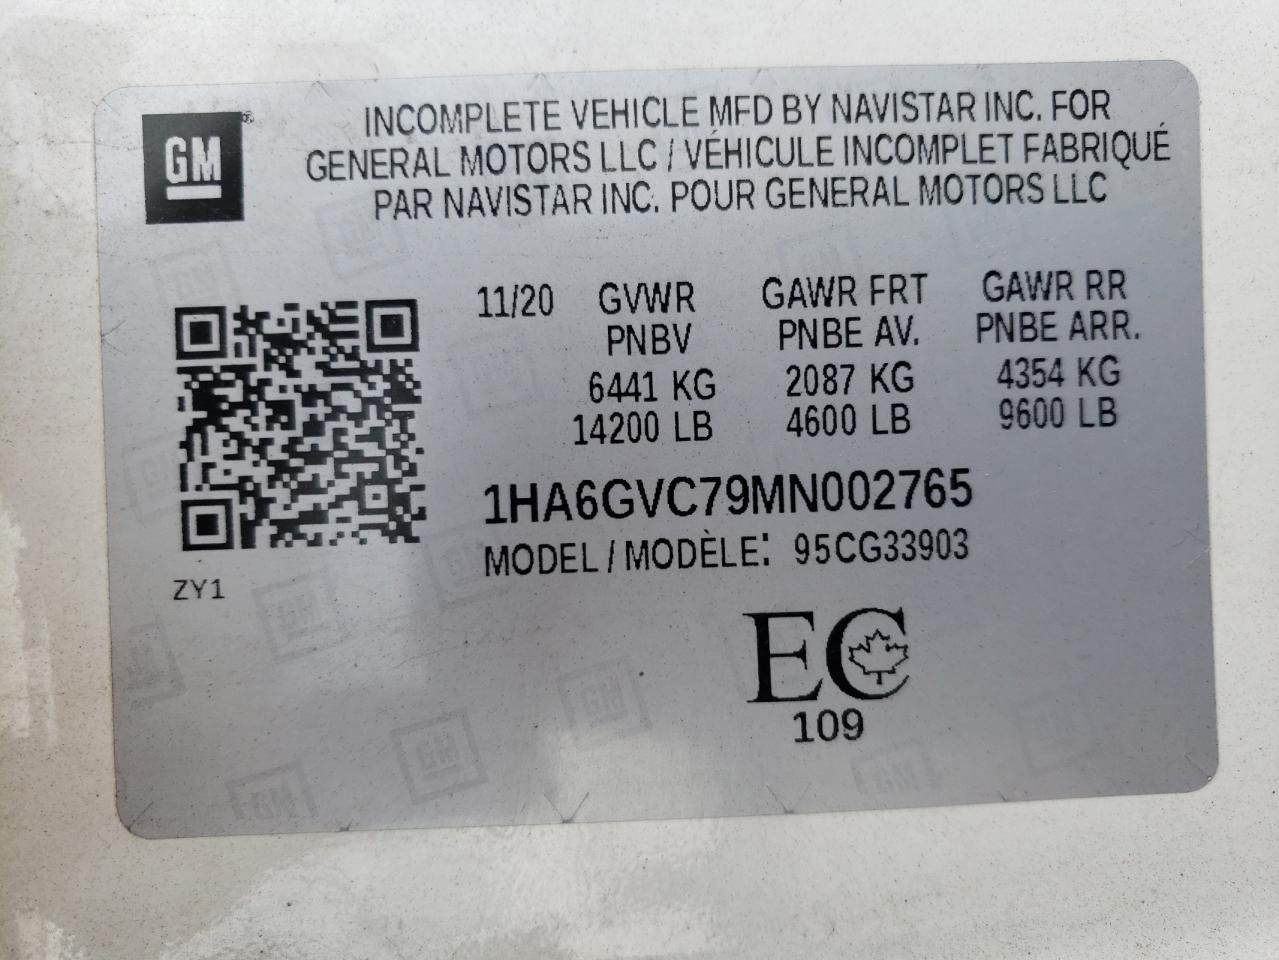 GM®
INCOMPLETE VEHICLE MFD BY NAVISTAR INC. FOR
GENERAL MOTORS LLC / VÉHICULE INCOMPLET FABRIQUÉ
PAR NAVISTAR INC. POUR GENERAL MOTORS LLC
11/20 GVWR GAWR FRT GAWR RR
PNBV PNBE AV. PNBE ARR.
6441 KG 2087 KG 4354 KG
14200 LB 4600 LB 9600 LB
1HA6GVC79MN002765
MODEL / MODÈLE: 95CG33903
ZY1
EC
109